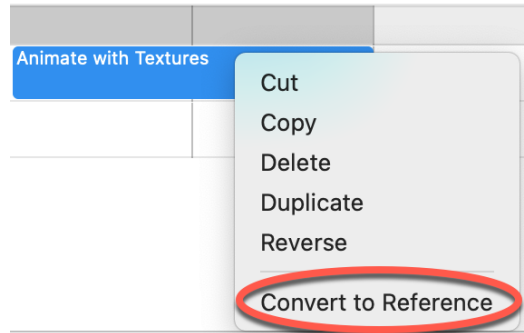 Animate with Textures
Cut
Copy
Delete
Duplicate
Reverse
Convert to Reference